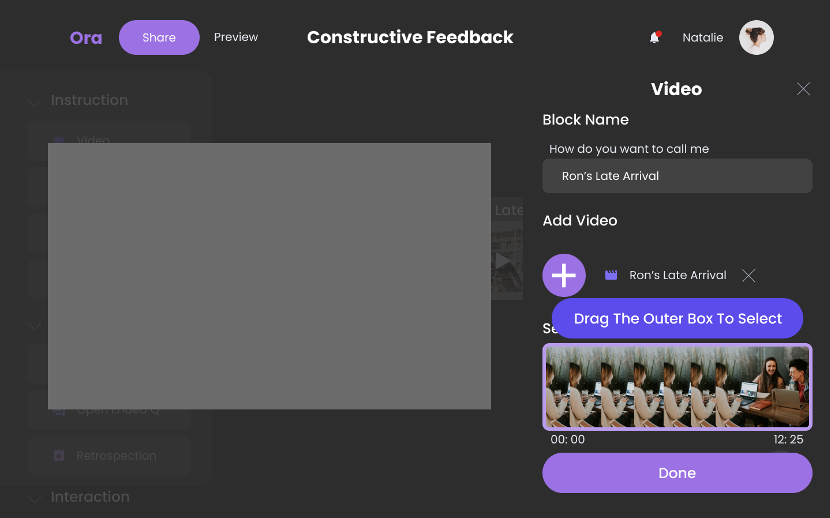 Ora
Share
Preview
Constructive Feedback
Natalie
Instruction
Video
Late
Open Ended Q
Retrospection
Interaction
Video
Block Name
How do you want to call me
Ron's Late Arrival
Add Video
Ron's Late Arrival
Se
Drag The Outer Box To Select
00: 00
12: 25
Done